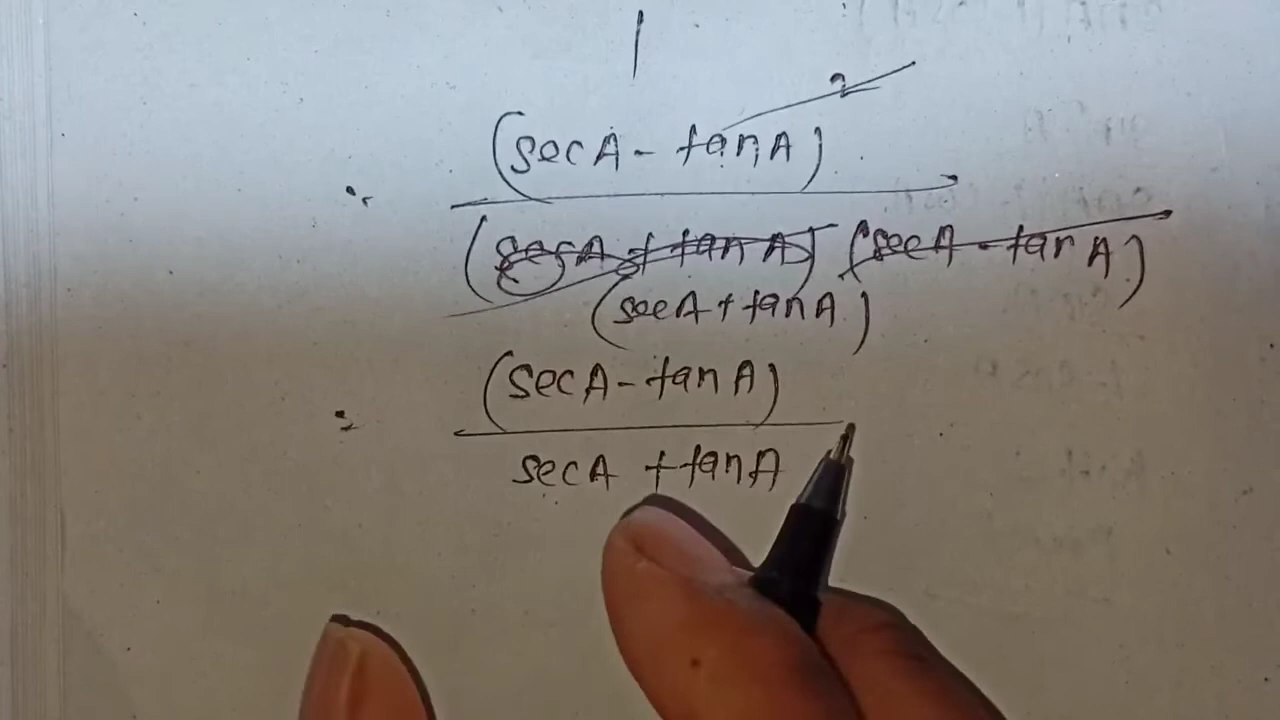 1
(secA - tanA)²
(secA + tanA) (secA - tanA)
(secA + tanA)
= (secA - tanA)
secA + tanA